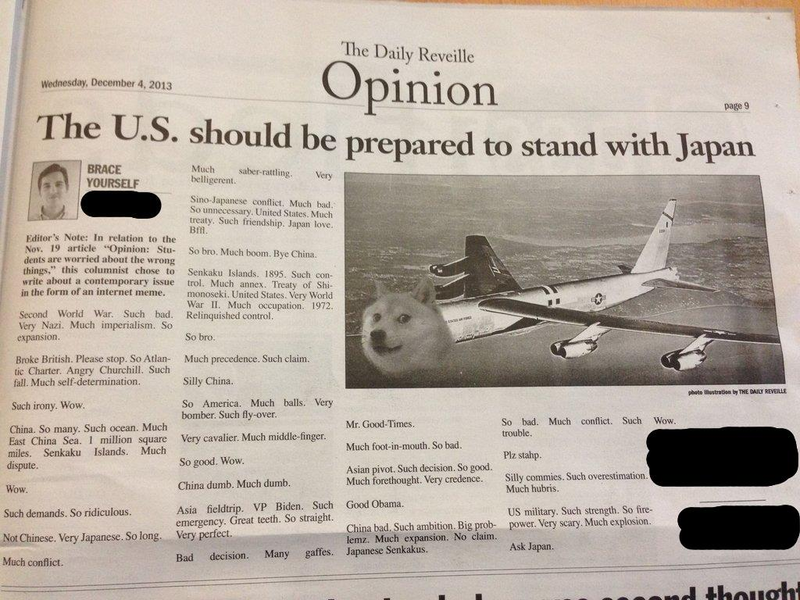 The Daily Reveille
Opinion
Wednesday, December 4, 2013
page 9
The U.S. should be prepared to stand with Japan
BRACE
YOURSELF
Editor's Note: In relation to the
Nov. 19 article "Opinion: Stu-
dents are worried about the wrong
things," this columnist chose to
write about a contemporary issue
in the form of an internet meme.
Second World War. Such bad.
Very Nazi. Much imperialism. So
expansion.
Broke British. Please stop. So Atlan-
tic Charter. Angry Churchill. Such
fall. Much self-determination.
Such irony. Wow.
China. So many. Such ocean. Much
East China Sea. 1 million square
miles. Senkaku Islands. Much
dispute.
Wow.
Such demands. So ridiculous.
Not Chinese. Very Japanese. So long.
Much conflict.
Much saber-rattling. Very
belligerent.
Sino-Japanese conflict. Much bad.
So unnecessary. United States. Much
treaty. Such friendship. Japan love.
Bffl.
So bro. Much boom. Bye China.
Senkaku Islands. 1895. Such con-
trol. Much annex. Treaty of Shi-
monoseki. United States. Very World
War II. Much occupation. 1972.
Relinquished control.
So bro.
Much precedence. Such claim.
Silly China.
So America. Much balls. Very
bomber. Such fly-over.
Very cavalier. Much middle-finger.
So good. Wow.
China dumb. Much dumb.
Asia fieldtrip. VP Biden. Such
emergency. Great teeth. So straight.
Very perfect.
Bad decision. Many gaffes.
photo illustration by THE DAILY REVEILLE
Mr. Good-Times.
Much foot-in-mouth. So bad.
Asian pivot. Such decision. So good.
Much forethought. Very credence.
Good Obama.
China bad. Such ambition. Big prob-
lemz. Much expansion. No claim.
Japanese Senkakus.
So bad. Much conflict. Such
trouble.
Plz stahp.
Silly commies. Such overestimation.
Much hubris.
US military. Such strength. So fire-
power. Very scary. Much explosion.
Ask Japan.
Wow.
second thought